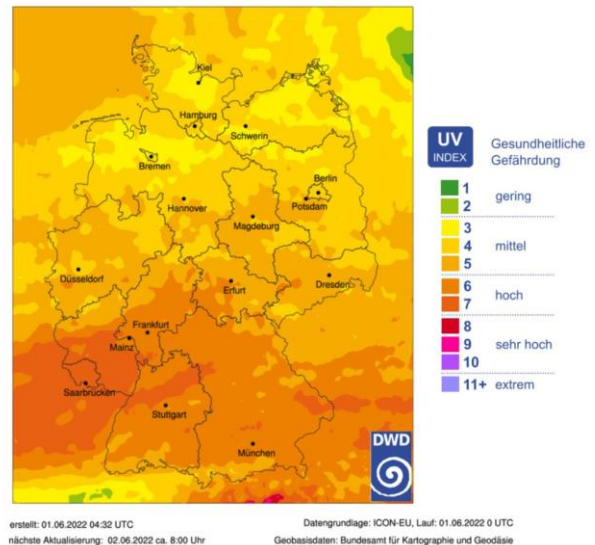 Kiel
Hamburg
Schwerin
Bremen
Berlin
Hannover
Potsdam
Magdeburg
Düsseldorf
Erfurt
Dresden
Frankfurt
Mainz
Saarbrücken
Stuttgart
München
DWD
UV INDEX
Gesundheitliche
Gefährdung
1
2
gering
3
4
mittel
5
6
hoch
7
8
9
sehr hoch
10
11+ extrem
erstellt: 01.06.2022 04:32 UTC
nächste Aktualisierung: 02.06.2022 ca. 8:00 Uhr
Datengrundlage: ICON-EU, Lauf: 01.06.2022 0 UTC
Geobasisdaten: Bundesamt für Kartographie und Geodäsie